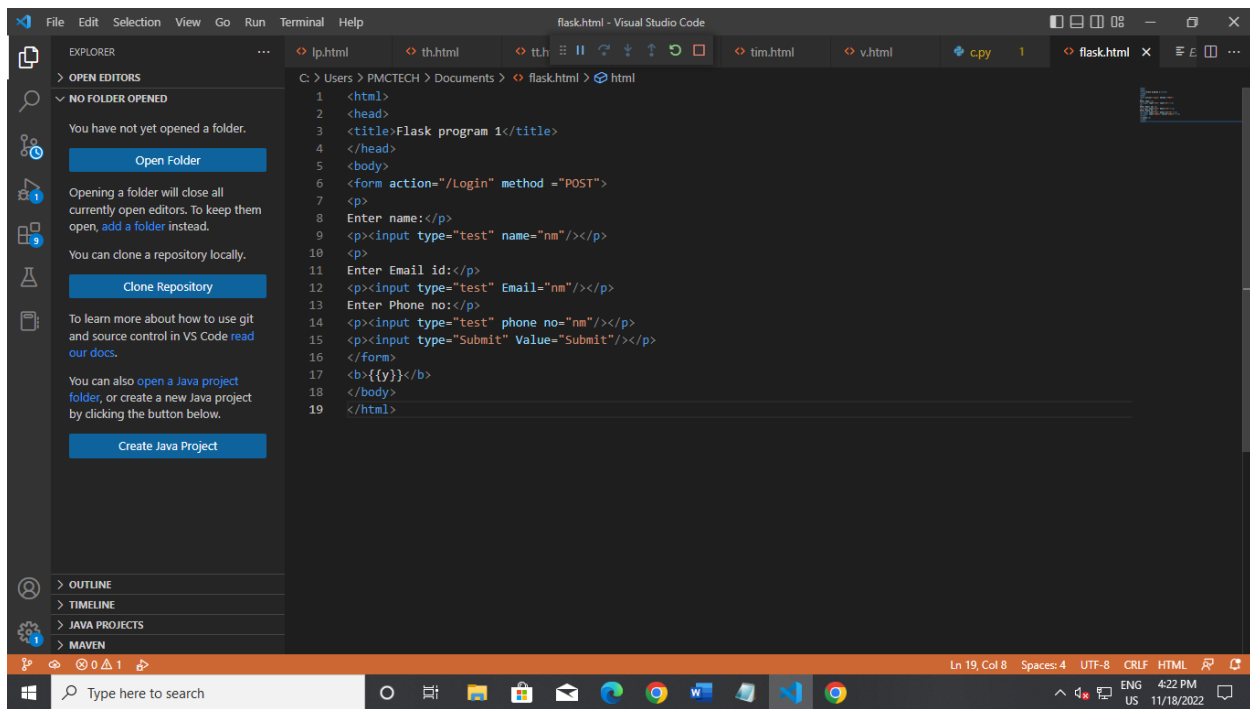 File Edit Selection View Go Run Terminal Help flask.html - Visual Studio Code
EXPLORER ...
lp.html th.html tt.h tim.html v.html c.py 1 flask.html
OPEN EDITORS
C: > Users > PMCTECH > Documents > flask.html > html
NO FOLDER OPENED
You have not yet opened a folder.
Open Folder
Opening a folder will close all
currently open editors. To keep them
open, add a folder instead.
You can clone a repository locally.
Clone Repository
To learn more about how to use git
and source control in VS Code read
our docs.
You can also open a Java project
folder, or create a new Java project
by clicking the button below.
Create Java Project
OUTLINE
TIMELINE
JAVA PROJECTS
MAVEN
1
9
1
1 <html>
2 <head>
3 <title>Flask program 1</title>
4 </head>
5 <body>
6 <form action="/Login" method ="POST">
7 <p>
8 Enter name:</p>
9 <p><input type="test" name="nm"/></p>
10 <p>
11 Enter Email id:</p>
12 <p><input type="test" Email="nm"/></p>
13 Enter Phone no:</p>
14 <p><input type="test" phone no="nm"/></p>
15 <p><input type="Submit" Value="Submit"/></p>
16 </form>
17 <b>{{y}}</b>
18 </body>
19 </html>
0 1 Ln 19, Col 8 Spaces: 4 UTF-8 CRLF HTML
Type here to search
ENG 4:22 PM
US 11/18/2022